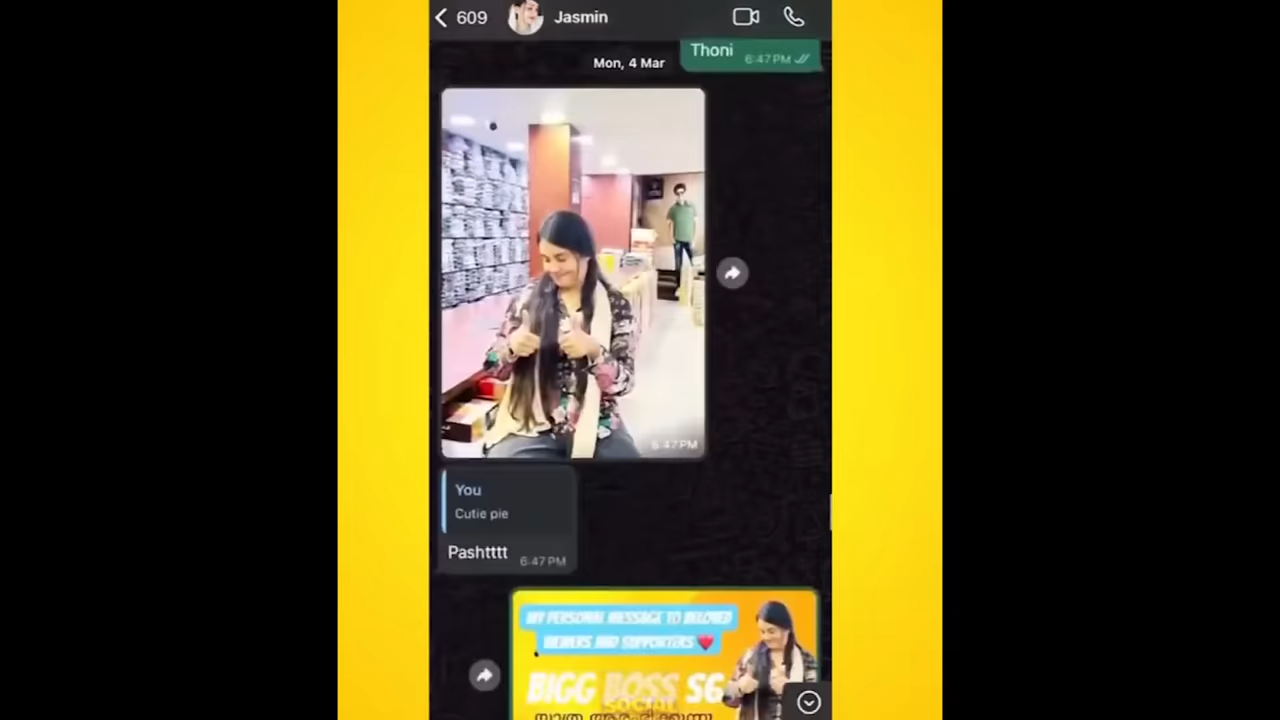 609
Jasmin
Thoni
6:47 PM
Mon, 4 Mar
6:47 PM
You
Cutie pie
Pashtttt
6:47 PM
MY PERSONAL MESSAGE TO BELOVED
VIEWERS AND SUPPORTERS ❤️
BIGG BOSS S6
SOCIAL